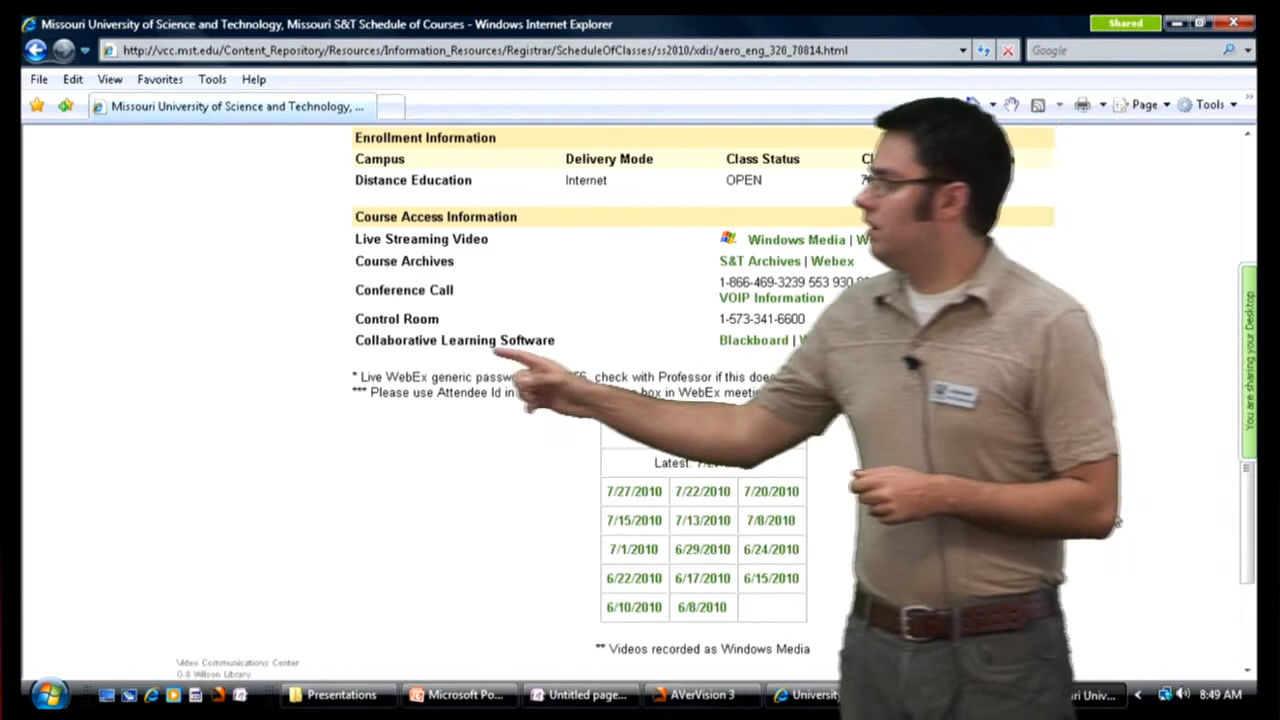 Missouri University of Science and Technology, Missouri S&T Schedule of Courses - Windows Internet Explorer
Shared
http://vcc.mst.edu/Content_Repository/Resources/Information_Resources/Registrar/ScheduleOfClasses/ss2010/xdis/aero_eng_320_70814.html
Google
File Edit View Favorites Tools Help
Missouri University of Science and Technology, ...
Page Tools
Enrollment Information
Campus Delivery Mode Class Status
Distance Education Internet OPEN
Course Access Information
Live Streaming Video Windows Media |
Course Archives S&T Archives | Webex
Conference Call 1-866-469-3239 553 930
VOIP Information
Control Room 1-573-341-6600
Collaborative Learning Software Blackboard |
* Live WebEx generic check with Professor if this
*** Please use Attendee Id in box in WebEx
Latest:
7/27/2010 7/22/2010 7/20/2010
7/15/2010 7/13/2010 7/8/2010
7/1/2010 6/29/2010 6/24/2010
6/22/2010 6/17/2010 6/15/2010
6/10/2010 6/8/2010
** Videos recorded as Windows Media
Video Communications Center
G-8 Wilson Library
You are sharing your Desktop
Presentations Microsoft Po... Untitled page... AVerVision 3 8:49 AM